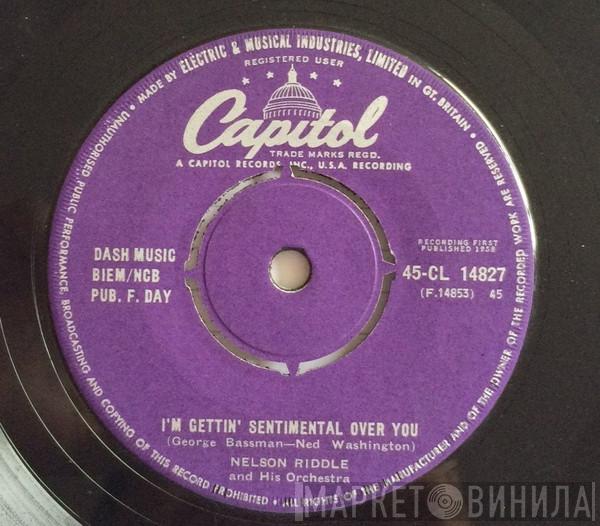 UNAUTHORISED PUBLIC PERFORMANCE, BROADCASTING AND COPYING OF THIS RECORD PROHIBITED • ALL RIGHTS OF THE MANUFACTURER AND OF THE OWNER OF THE RECORDED WORK ARE RESERVED •
MADE BY ELECTRIC & MUSICAL INDUSTRIES, LIMITED IN GT. BRITAIN •
REGISTERED USER
Capitol
TRADE MARKS REGD.
A CAPITOL RECORDS, INC., U.S.A. RECORDING
DASH MUSIC
BIEM/NCB
PUB. F. DAY
RECORDING FIRST
PUBLISHED 1958
45-CL 14827
(F.14853) 45
I'M GETTIN' SENTIMENTAL OVER YOU
(George Bassman—Ned Washington)
NELSON RIDDLE
and His Orchestra
МАРКЕТ ВИНИЛА